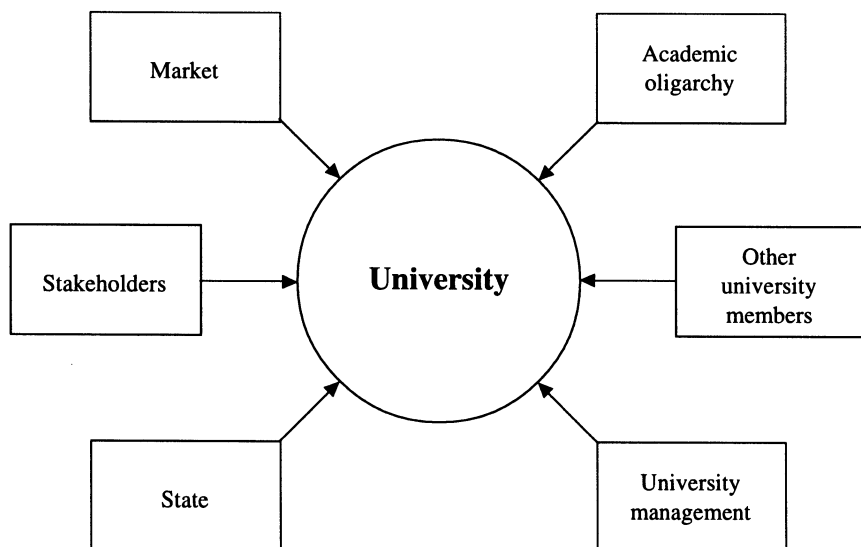 Market
Academic
oligarchy
Stakeholders
University
Other
university
members
State
University
management